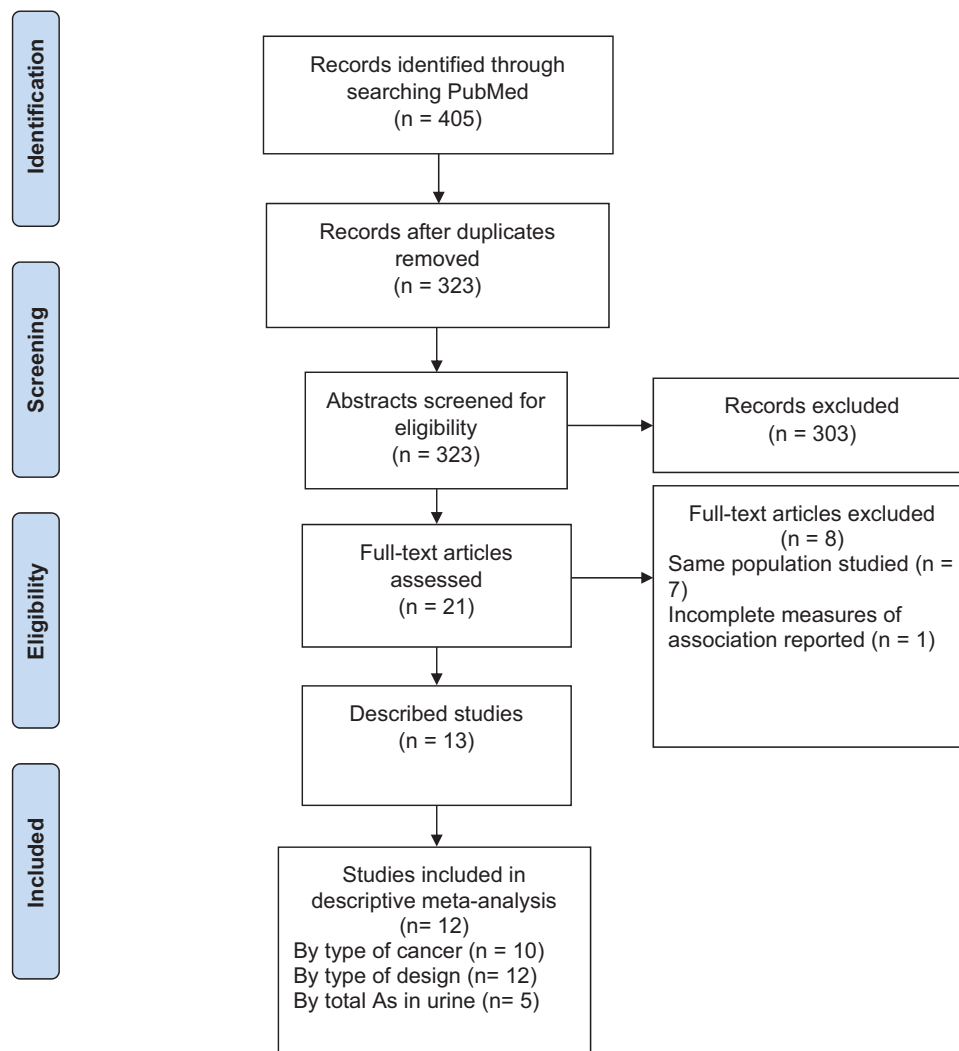 Identification
Records identified through
searching PubMed
(n = 405)
Records after duplicates
removed
(n = 323)
Screening
Abstracts screened for
eligibility
(n = 323)
Records excluded
(n = 303)
Eligibility
Full-text articles
assessed
(n = 21)
Full-text articles excluded
(n = 8)
Same population studied (n =
7)
Incomplete measures of
association reported (n = 1)
Described studies
(n = 13)
Included
Studies included in
descriptive meta-analysis
(n= 12)
By type of cancer (n = 10)
By type of design (n= 12)
By total As in urine (n= 5)